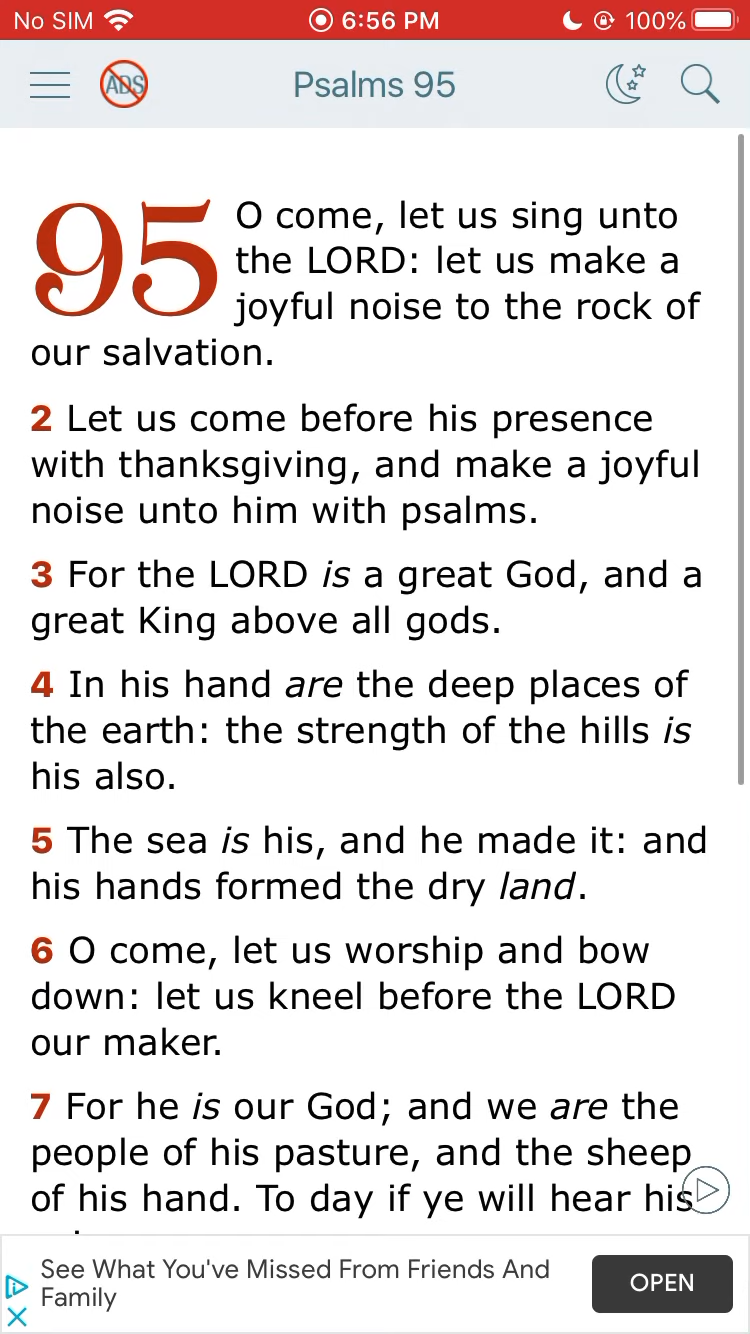 No SIM 6:56 PM 100%
ADS Psalms 95
95 O come, let us sing unto
the LORD: let us make a
joyful noise to the rock of
our salvation.
2 Let us come before his presence
with thanksgiving, and make a joyful
noise unto him with psalms.
3 For the LORD is a great God, and a
great King above all gods.
4 In his hand are the deep places of
the earth: the strength of the hills is
his also.
5 The sea is his, and he made it: and
his hands formed the dry land.
6 O come, let us worship and bow
down: let us kneel before the LORD
our maker.
7 For he is our God; and we are the
people of his pasture, and the sheep
of his hand. To day if ye will hear his
See What You've Missed From Friends And
Family
OPEN